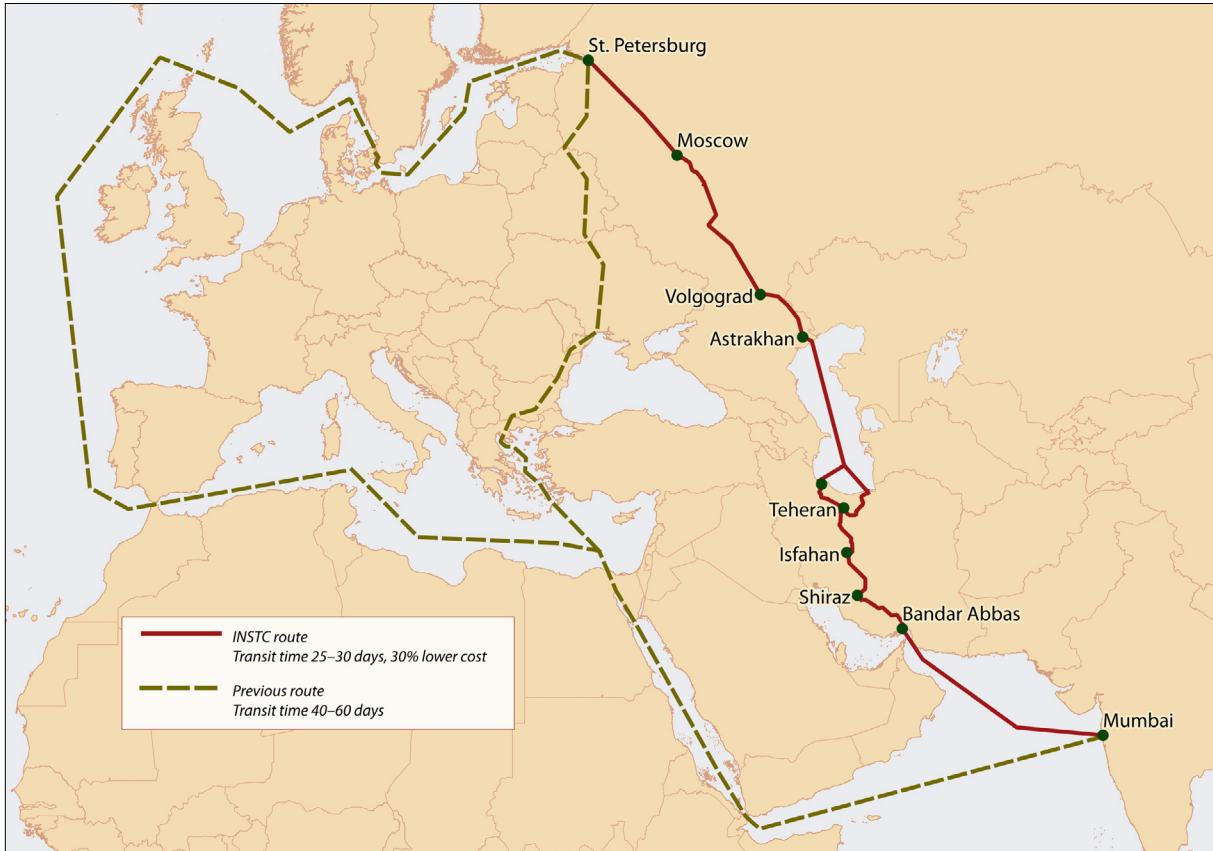 St. Petersburg
Moscow
Volgograd
Astrakhan
Teheran
Isfahan
Shiraz
Bandar Abbas
INSTC route
Transit time 25–30 days, 30% lower cost
Previous route
Transit time 40–60 days
Mumbai